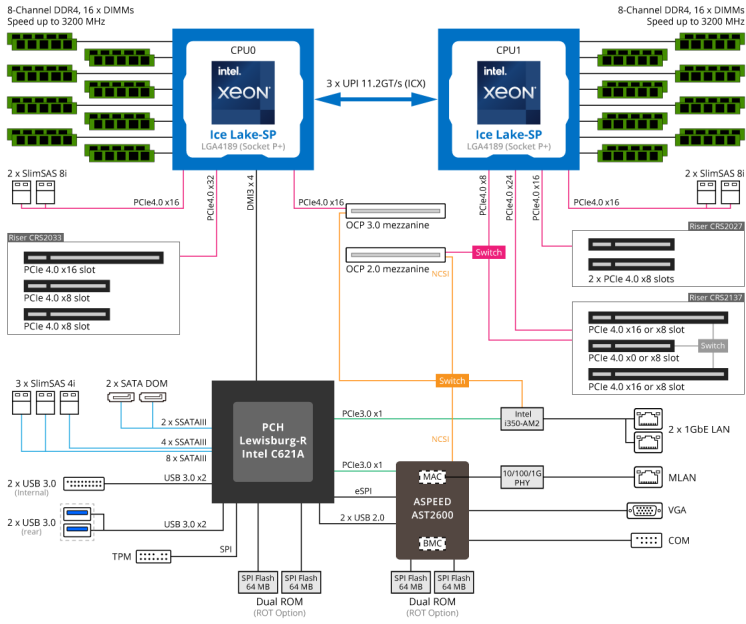 8-Channel DDR4, 16 x DIMMs
Speed up to 3200 MHz
8-Channel DDR4, 16 x DIMMs
Speed up to 3200 MHz
CPU0
intel.
XEON
Ice Lake-SP
LGA4189 (Socket P+)
3 x UPI 11.2GT/s (ICX)
CPU1
intel.
XEON
Ice Lake-SP
LGA4189 (Socket P+)
2 x SlimSAS 8i
PCIe4.0 x16
PCIe4.0 x32
DMI3 x 4
PCIe4.0 x16
PCIe4.0 x8
PCIe4.0 x24
PCIe4.0 x16
PCIe4.0 x16
2 x SlimSAS 8i
OCP 3.0 mezzanine
OCP 2.0 mezzanine
Switch
NCSI
Riser CRS2033
PCIe 4.0 x16 slot
PCIe 4.0 x8 slot
PCIe 4.0 x8 slot
Riser CRS2027
2 x PCIe 4.0 x8 slots
Riser CRS2137
PCIe 4.0 x16 or x8 slot
Switch
PCIe 4.0 x0 or x8 slot
PCIe 4.0 x16 or x8 slot
Switch
3 x SlimSAS 4i
2 x SATA DOM
2 x SSATAIII
4 x SSATAIII
8 x SATAIII
PCH
Lewisburg-R
Intel C621A
PCIe3.0 x1
Intel
i350-AM2
2 x 1GbE LAN
NCSI
PCIe3.0 x1
eSPI
2 x USB 2.0
MAC
ASPEED
AST2600
BMC
10/100/1G
PHY
MLAN
VGA
COM
2 x USB 3.0
(Internal)
USB 3.0 x2
2 x USB 3.0
(rear)
USB 3.0 x2
TPM
SPI
SPI Flash
64 MB
SPI Flash
64 MB
Dual ROM
(ROT Option)
SPI Flash
64 MB
SPI Flash
64 MB
Dual ROM
(ROT Option)